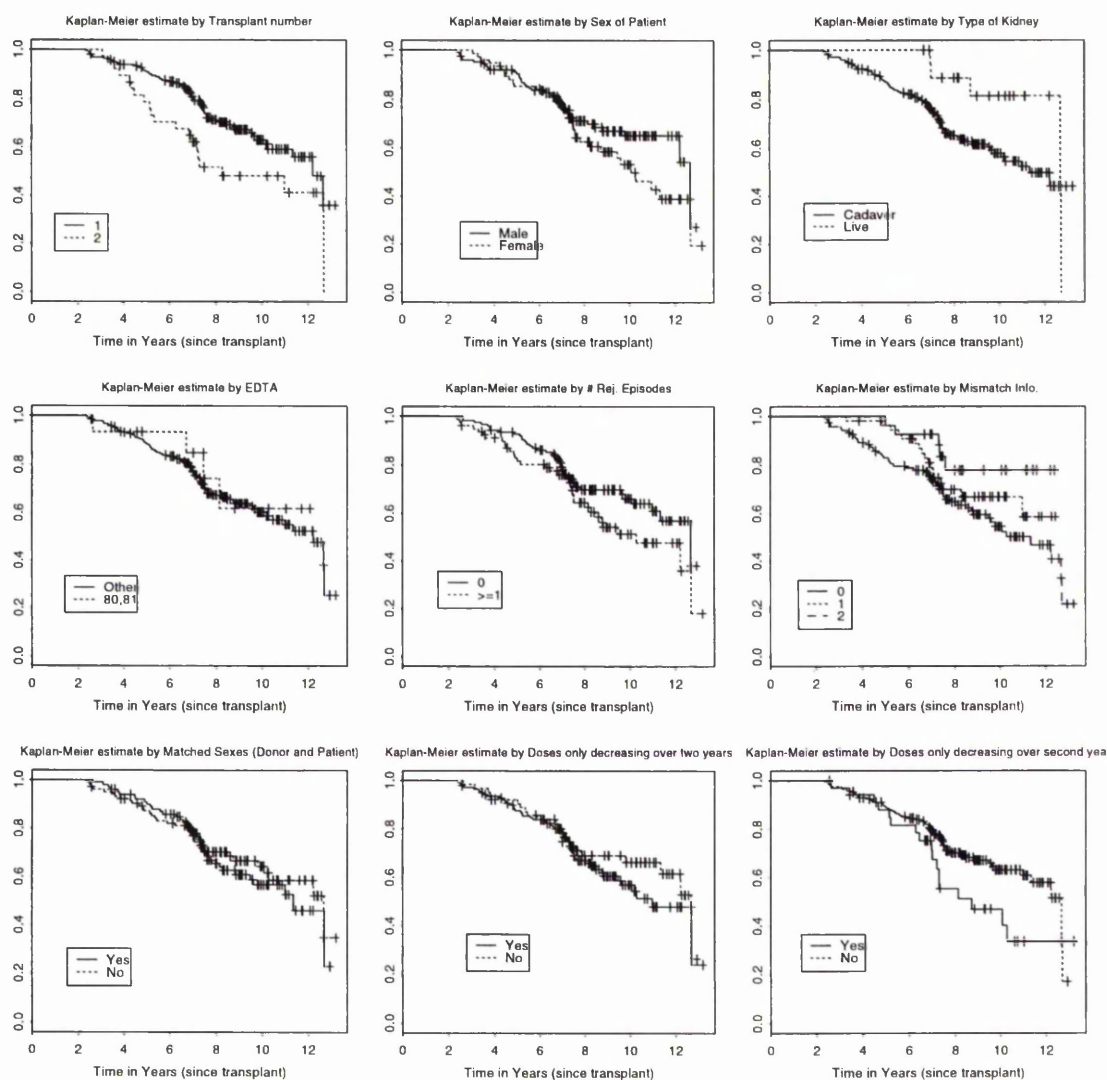 Kaplan-Meier estimate by Transplant number
1.0
0.8
0.6
0.4
0.2
0.0
1
2
0 2 4 6 8 10 12
Time in Years (since transplant)
Kaplan-Meier estimate by Sex of Patient
1.0
0.8
0.6
0.4
0.2
0.0
Male
Female
0 2 4 6 8 10 12
Time in Years (since transplant)
Kaplan-Meier estimate by Type of Kidney
1.0
0.8
0.6
0.4
0.2
0.0
Cadaver
Live
0 2 4 6 8 10 12
Time in Years (since transplant)
Kaplan-Meier estimate by EDTA
1.0
0.8
0.6
0.4
0.2
0.0
Other
80,81
0 2 4 6 8 10 12
Time in Years (since transplant)
Kaplan-Meier estimate by # Rej. Episodes
1.0
0.8
0.6
0.4
0.2
0.0
0
>=1
0 2 4 6 8 10 12
Time in Years (since transplant)
Kaplan-Meier estimate by Mismatch Info.
1.0
0.8
0.6
0.4
0.2
0.0
0
1
2
0 2 4 6 8 10 12
Time in Years (since transplant)
Kaplan-Meier estimate by Matched Sexes (Donor and Patient)
1.0
0.8
0.6
0.4
0.2
0.0
Yes
No
0 2 4 6 8 10 12
Time in Years (since transplant)
Kaplan-Meier estimate by Doses only decreasing over two years
1.0
0.8
0.6
0.4
0.2
0.0
Yes
No
0 2 4 6 8 10 12
Time in Years (since transplant)
Kaplan-Meier estimate by Doses only decreasing over second yea
1.0
0.8
0.6
0.4
0.2
0.0
Yes
No
0 2 4 6 8 10 12
Time in Years (since transplant)